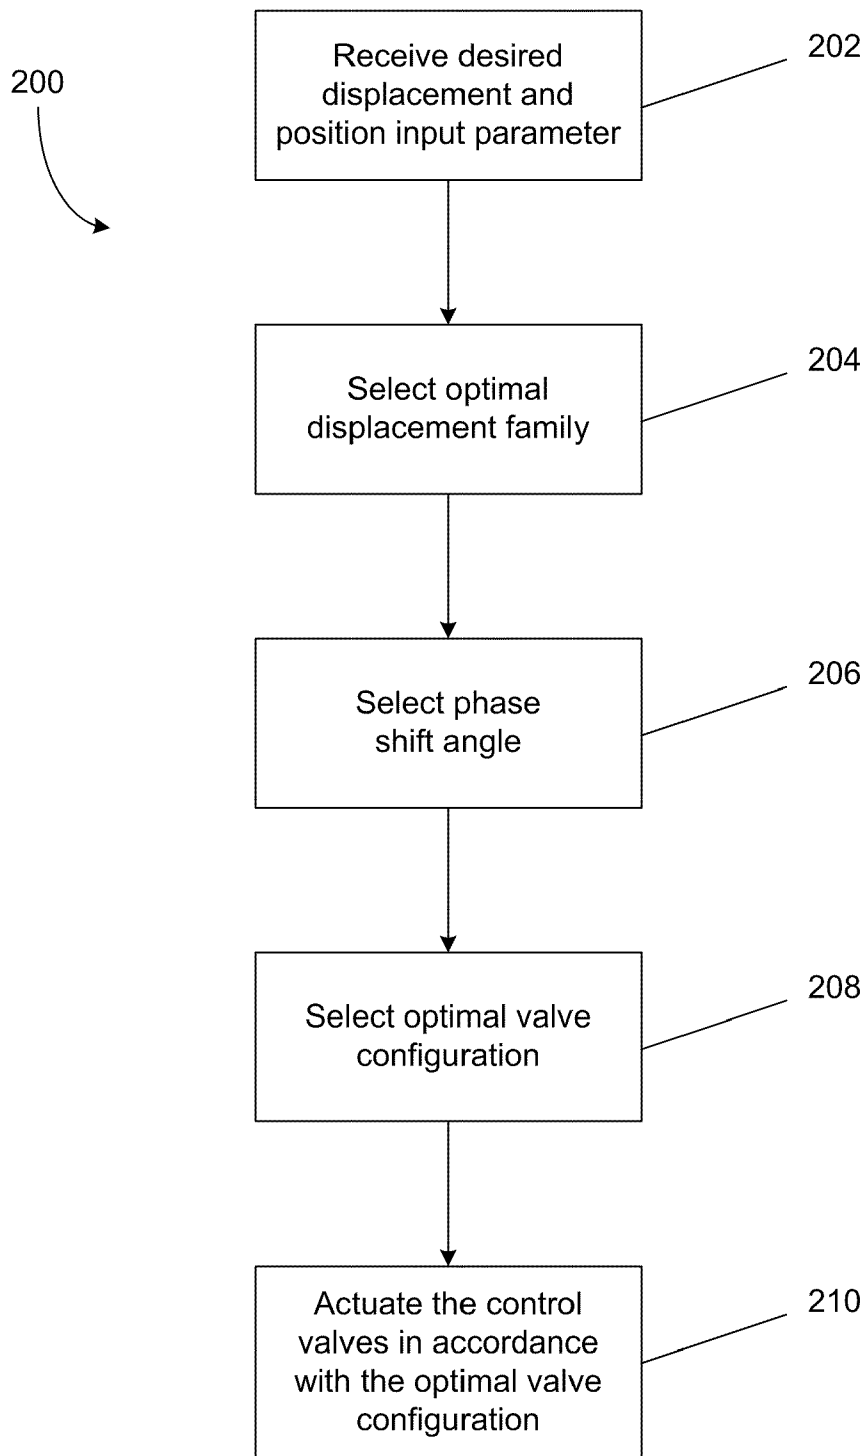 200
Receive desired
displacement and
position input parameter
202
Select optimal
displacement family
204
Select phase
shift angle
206
Select optimal valve
configuration
208
Actuate the control
valves in accordance
with the optimal valve
configuration
210